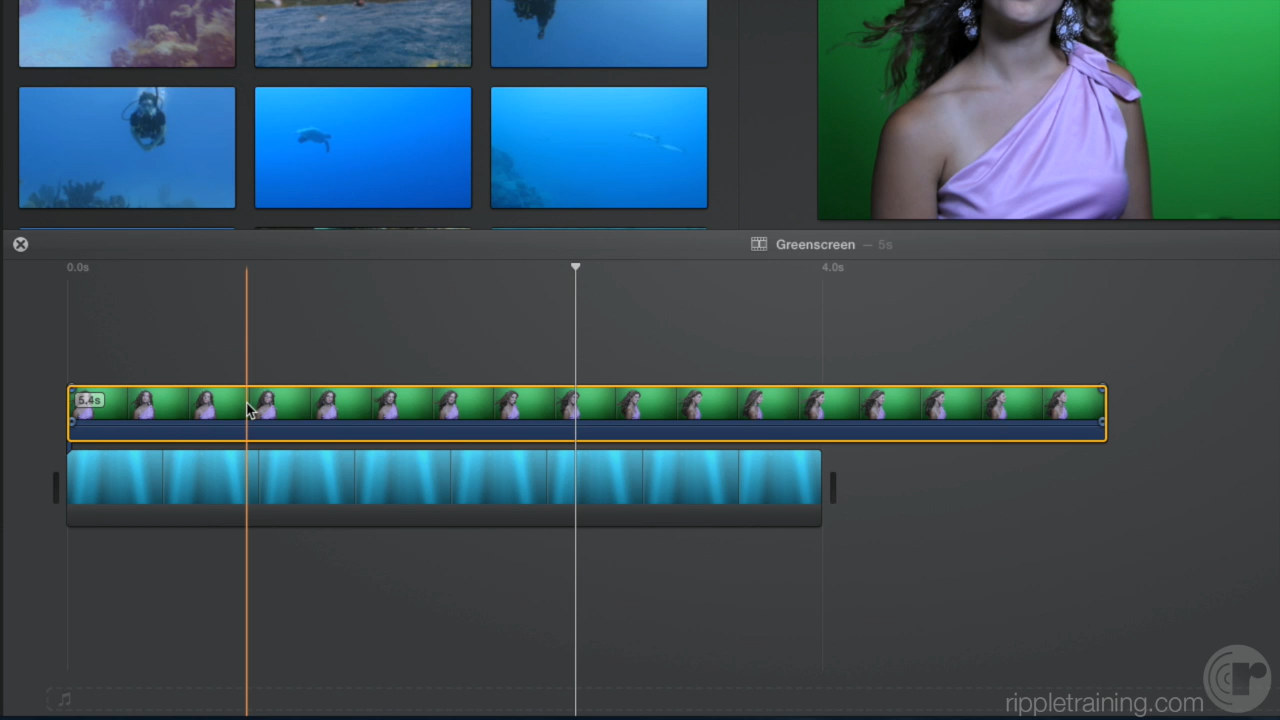 Greenscreen — 5s
0.0s
4.0s
5.4s
rippletraining.com